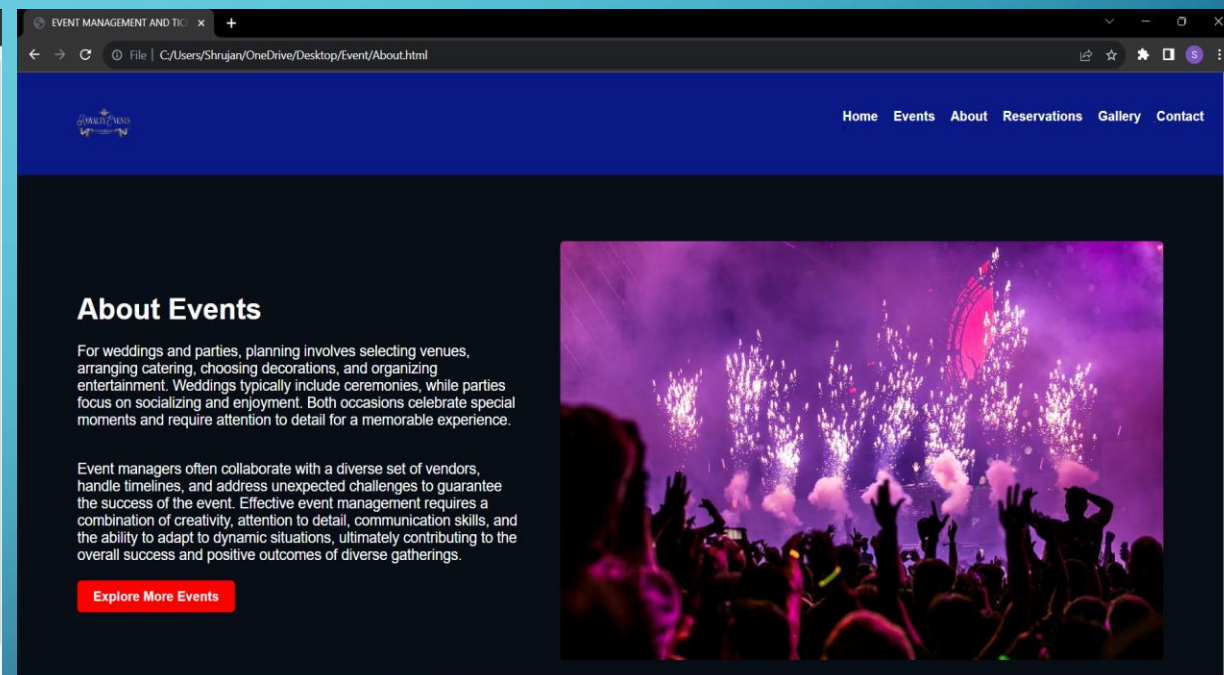 EVENT MANAGEMENT AND TIC
File | C:/Users/Shrujan/OneDrive/Desktop/Event/About.html
S
ROYALTY EVENTS
Home Events About Reservations Gallery Contact
About Events
For weddings and parties, planning involves selecting venues,
arranging catering, choosing decorations, and organizing
entertainment. Weddings typically include ceremonies, while parties
focus on socializing and enjoyment. Both occasions celebrate special
moments and require attention to detail for a memorable experience.
Event managers often collaborate with a diverse set of vendors,
handle timelines, and address unexpected challenges to guarantee
the success of the event. Effective event management requires a
combination of creativity, attention to detail, communication skills, and
the ability to adapt to dynamic situations, ultimately contributing to the
overall success and positive outcomes of diverse gatherings.
Explore More Events